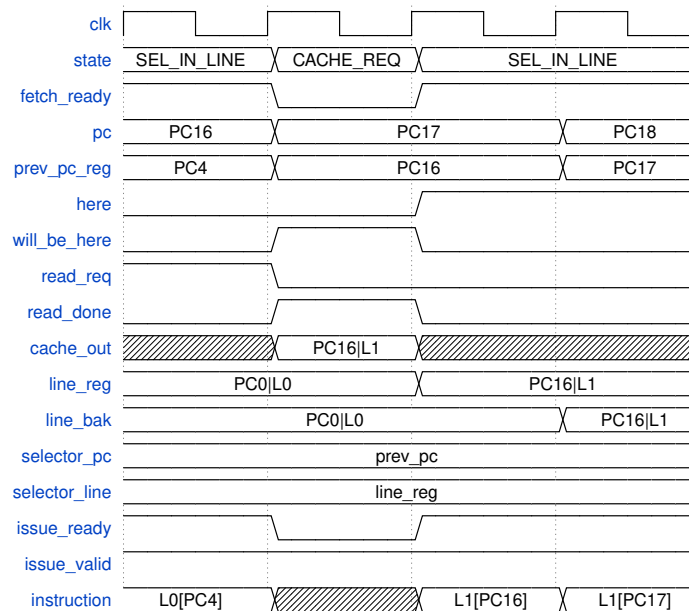 clk
state SEL_IN_LINE CACHE_REQ SEL_IN_LINE
fetch_ready
pc PC16 PC17 PC18
prev_pc_reg PC4 PC16 PC17
here
will_be_here
read_req
read_done
cache_out PC16|L1
line_reg PC0|L0 PC16|L1
line_bak PC0|L0 PC16|L1
selector_pc prev_pc
selector_line line_reg
issue_ready
issue_valid
instruction L0[PC4] L1[PC16] L1[PC17]